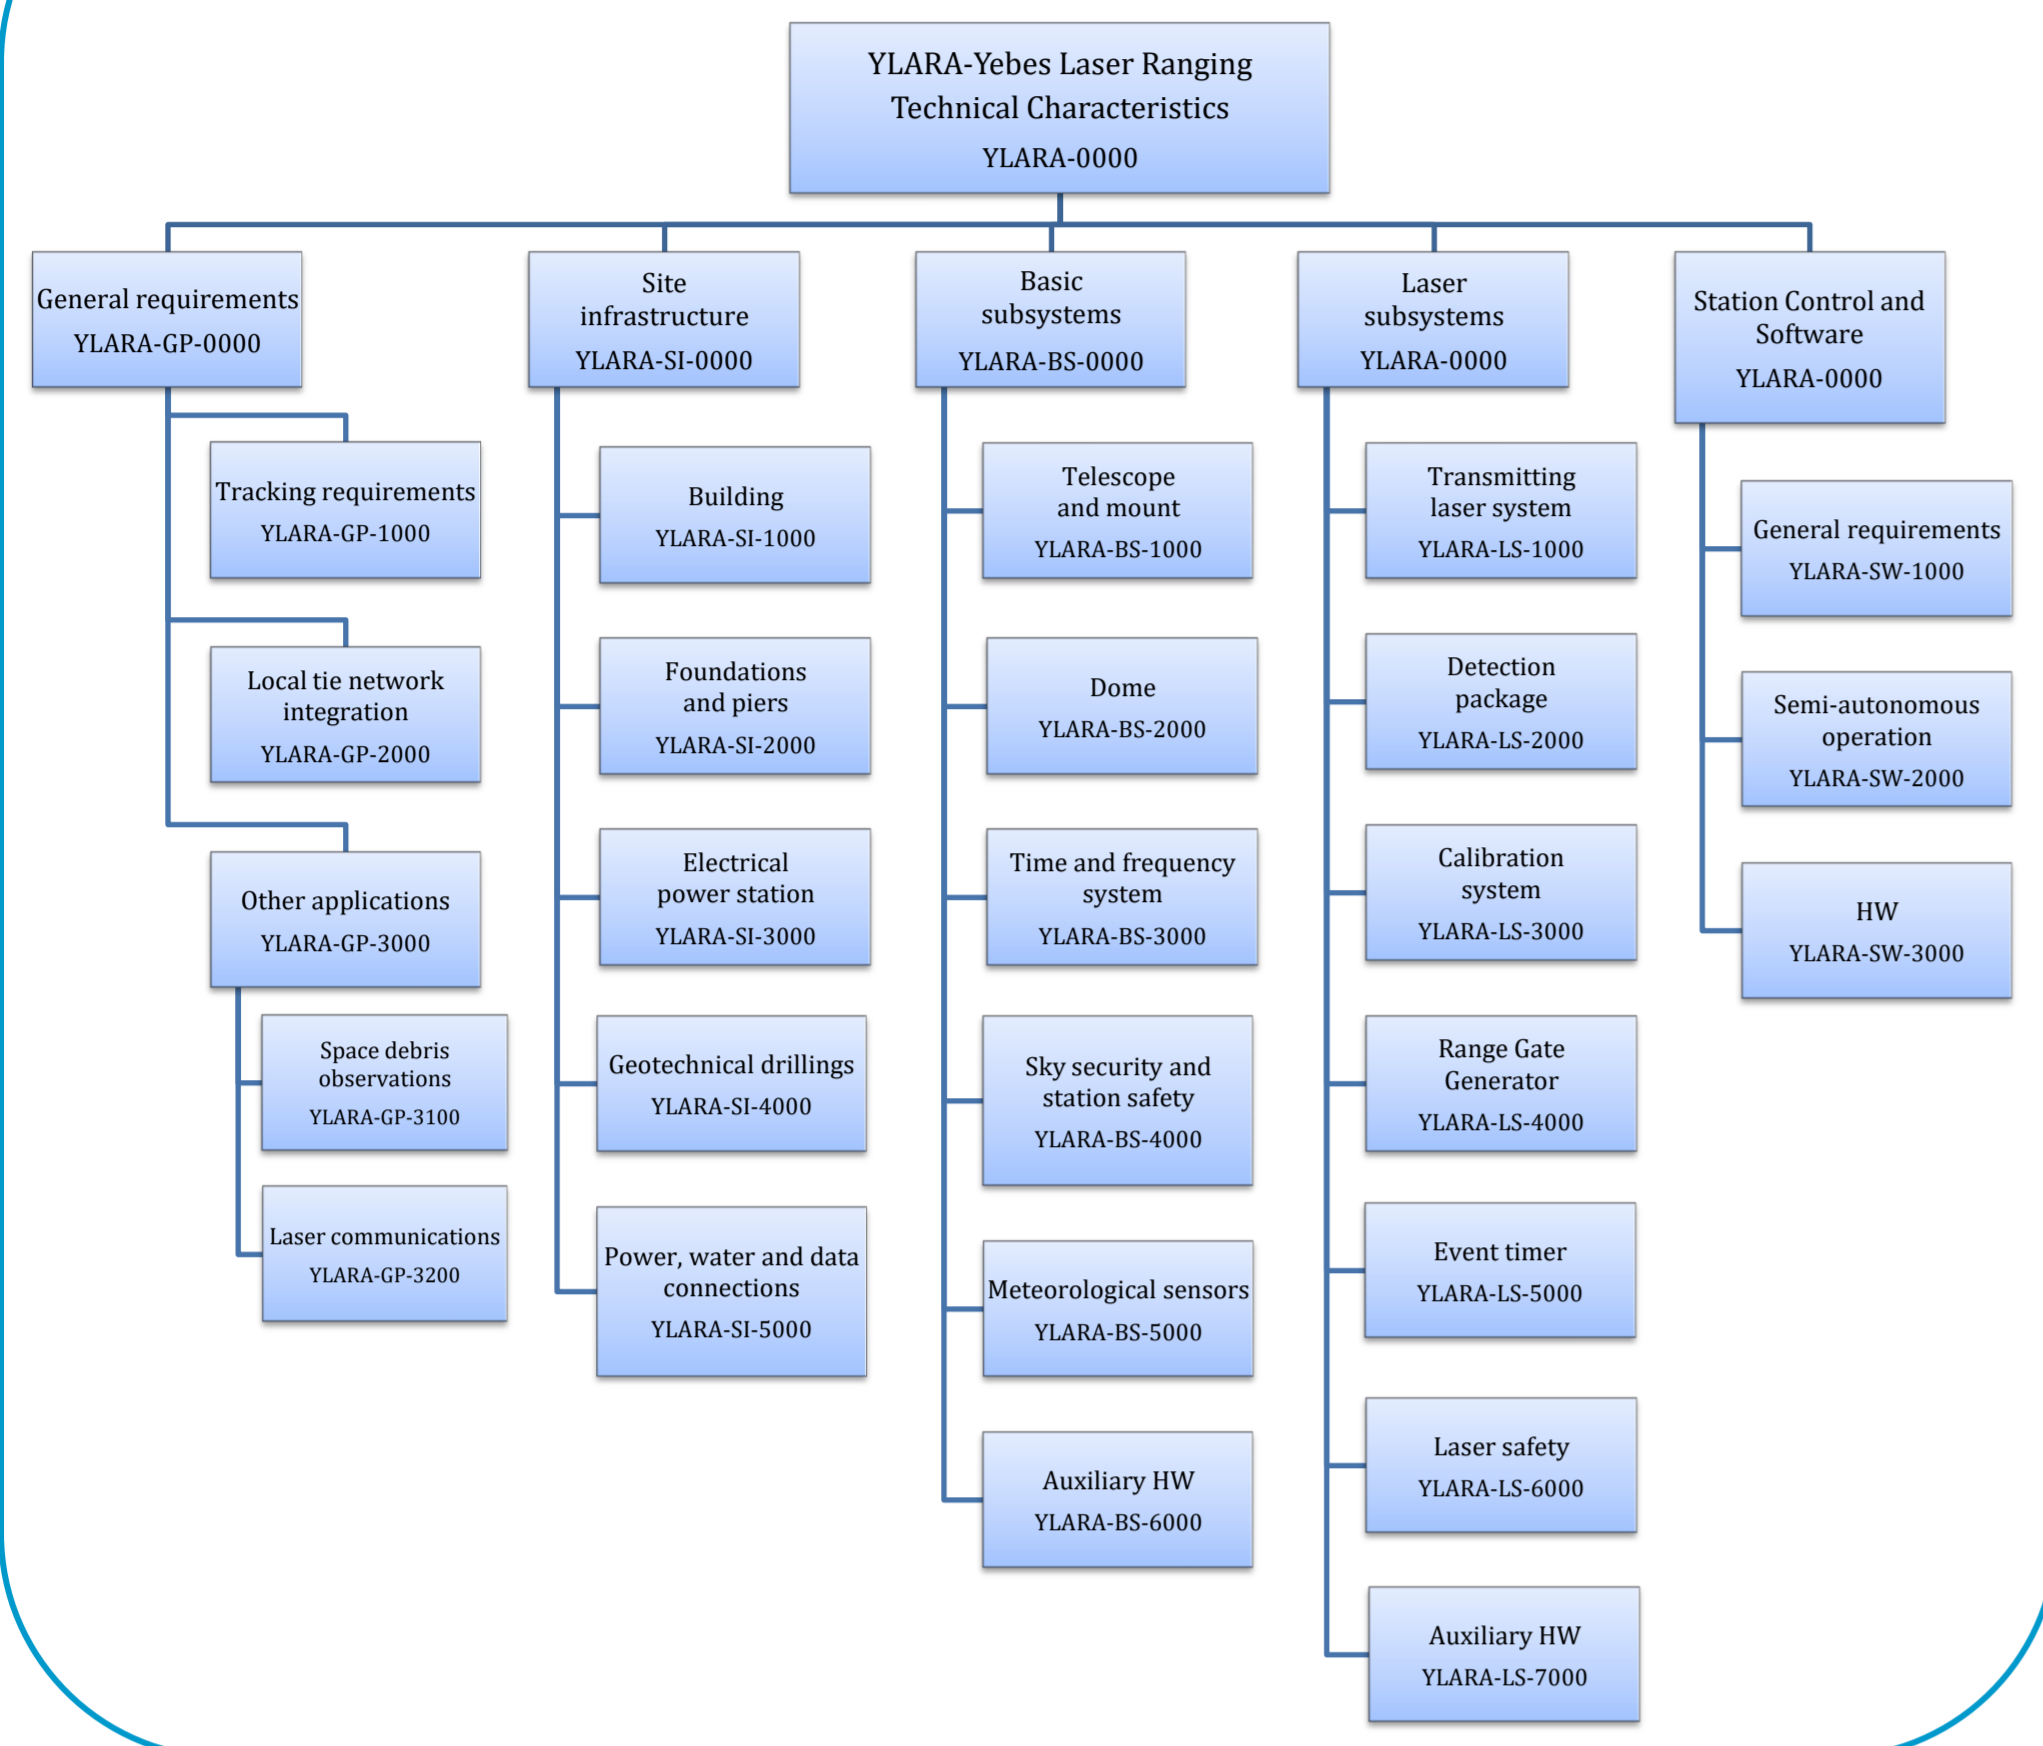 YLARA-Yebes Laser Ranging
Technical Characteristics
YLARA-0000
General requirements
YLARA-GP-0000
Tracking requirements
YLARA-GP-1000
Local tie network
integration
YLARA-GP-2000
Other applications
YLARA-GP-3000
Space debris
observations
YLARA-GP-3100
Laser communications
YLARA-GP-3200
Site
infrastructure
YLARA-SI-0000
Building
YLARA-SI-1000
Foundations
and piers
YLARA-SI-2000
Electrical
power station
YLARA-SI-3000
Geotechnical drillings
YLARA-SI-4000
Power, water and data
connections
YLARA-SI-5000
Basic
subsystems
YLARA-BS-0000
Telescope
and mount
YLARA-BS-1000
Dome
YLARA-BS-2000
Time and frequency
system
YLARA-BS-3000
Sky security and
station safety
YLARA-BS-4000
Meteorological sensors
YLARA-BS-5000
Auxiliary HW
YLARA-BS-6000
Laser
subsystems
YLARA-0000
Transmitting
laser system
YLARA-LS-1000
Detection
package
YLARA-LS-2000
Calibration
system
YLARA-LS-3000
Range Gate
Generator
YLARA-LS-4000
Event timer
YLARA-LS-5000
Laser safety
YLARA-LS-6000
Auxiliary HW
YLARA-LS-7000
Station Control and
Software
YLARA-0000
General requirements
YLARA-SW-1000
Semi-autonomous
operation
YLARA-SW-2000
HW
YLARA-SW-3000